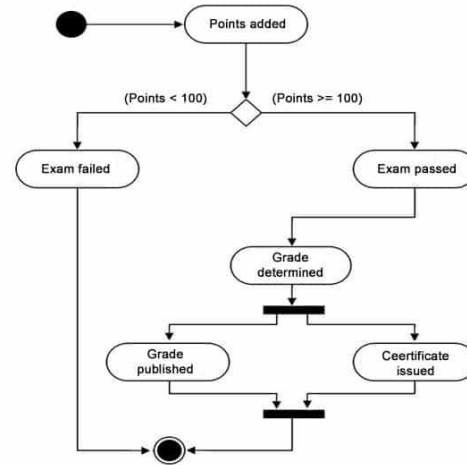 Points added
(Points < 100)
(Points >= 100)
Exam failed
Exam passed
Grade
determined
Grade
published
Ceertificate
issued